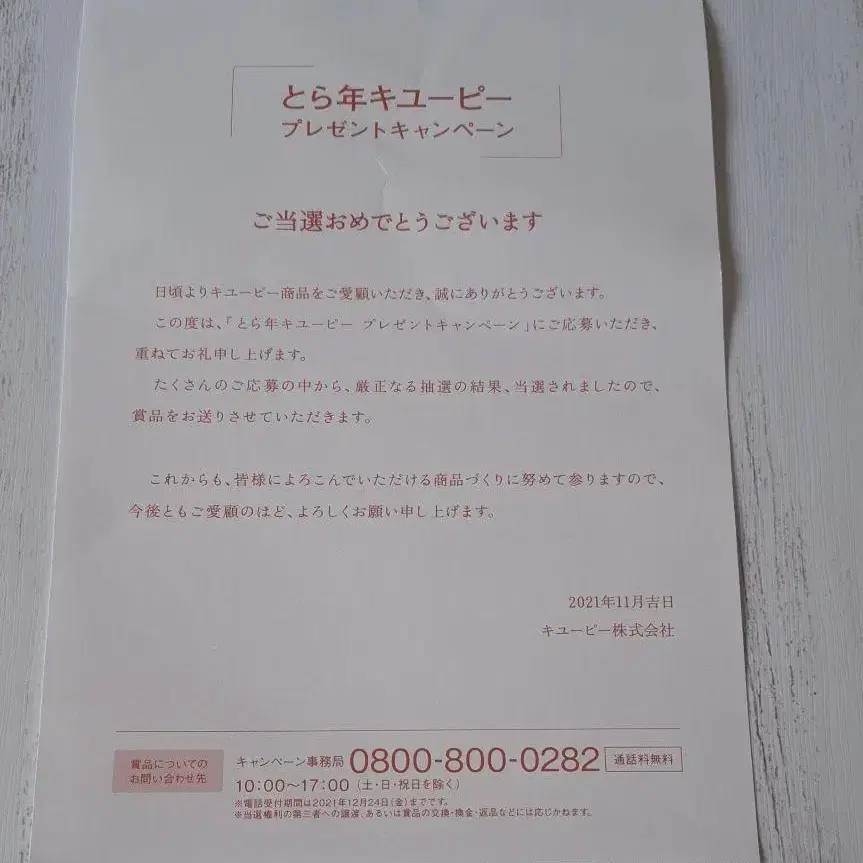 とら年キユーピー
プレゼントキャンペーン
ご当選おめでとうございます
日頃よりキユーピー商品をご愛顧いただき、誠にありがとうございます。
この度は、「とら年キユーピー プレゼントキャンペーン」にご応募いただき、
重ねてお礼申し上げます。
たくさんのご応募の中から、厳正なる抽選の結果、当選されましたので、
賞品をお送りさせていただきます。
これからも、皆様によろこんでいただける商品づくりに努めて参りますので、
今後ともご愛顧のほど、よろしくお願い申し上げます。
2021年11月吉日
キユーピー株式会社
賞品についての
お問い合わせ先
キャンペーン事務局 0800-800-0282 通話料無料
10:00〜17:00（土・日・祝日を除く）
※電話受付期間は2021年12月24日(金)までです。
※当選権利の第三者への譲渡、あるいは賞品の交換・換金・返品などには応じかねます。